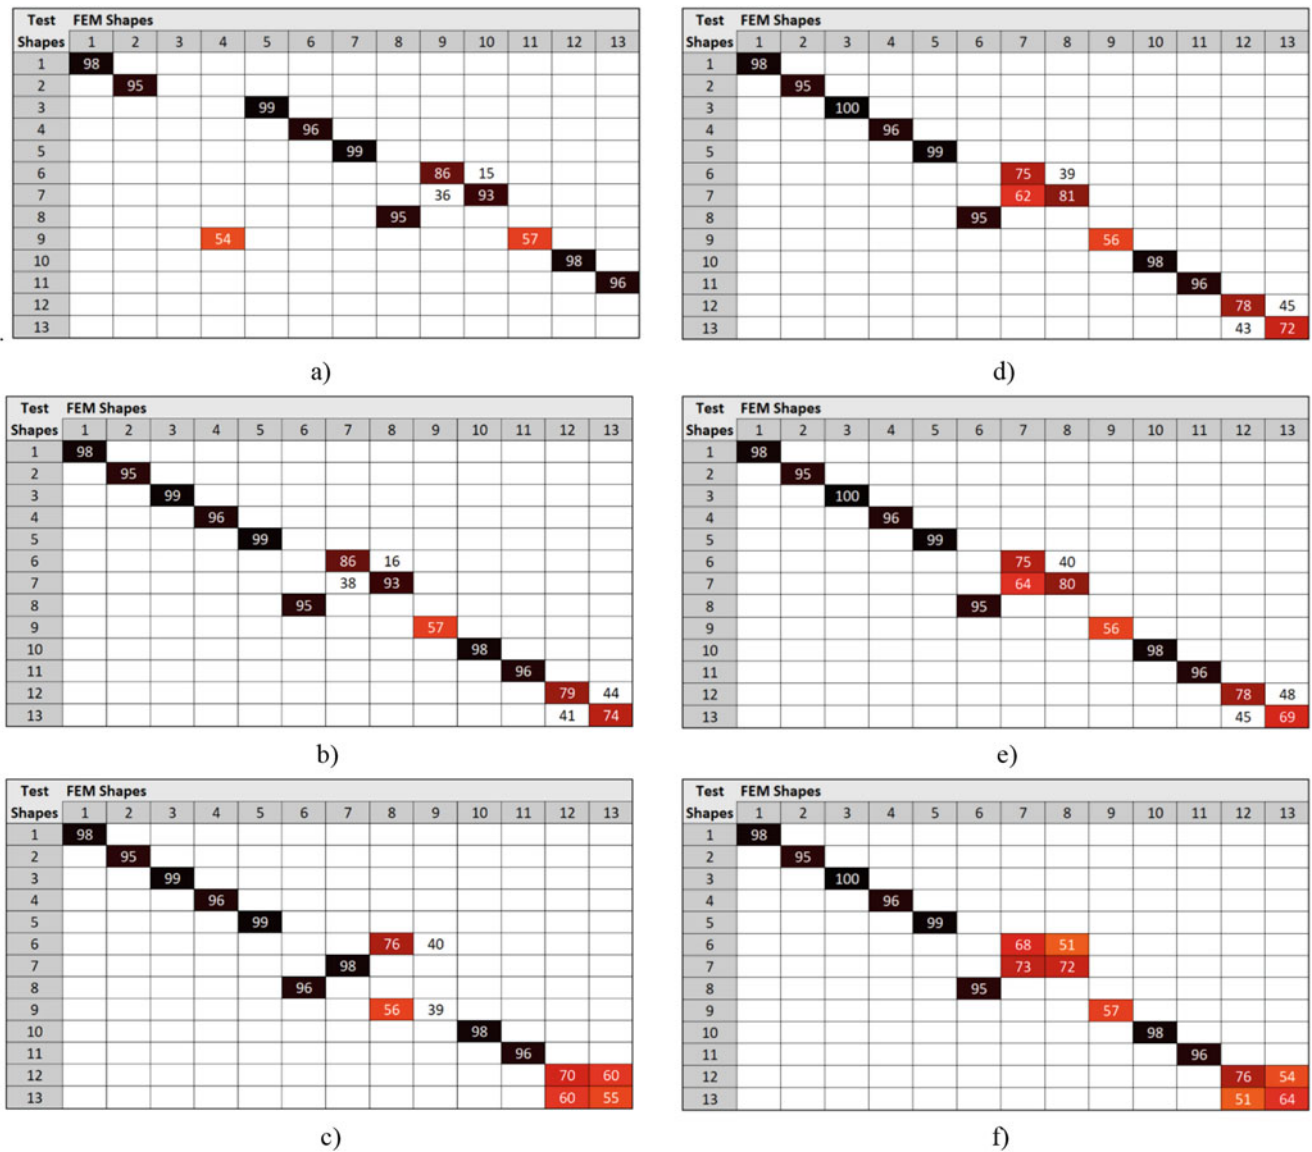 Test FEM Shapes
Shapes 1 2 3 4 5 6 7 8 9 10 11 12 13
1 98
2 95
3 99
4 96
5 99
6 86 15
7 36 93
8 95
9 54 57
10 98
11 96
12
13
a)
Test FEM Shapes
Shapes 1 2 3 4 5 6 7 8 9 10 11 12 13
1 98
2 95
3 99
4 96
5 99
6 86 16
7 38 93
8 95
9 57
10 98
11 96
12 79 44
13 41 74
b)
Test FEM Shapes
Shapes 1 2 3 4 5 6 7 8 9 10 11 12 13
1 98
2 95
3 99
4 96
5 99
6 76 40
7 98
8 96
9 56 39
10 98
11 96
12 70 60
13 60 55
c)
Test FEM Shapes
Shapes 1 2 3 4 5 6 7 8 9 10 11 12 13
1 98
2 95
3 100
4 96
5 99
6 75 39
7 62 81
8 95
9 56
10 98
11 96
12 78 45
13 43 72
d)
Test FEM Shapes
Shapes 1 2 3 4 5 6 7 8 9 10 11 12 13
1 98
2 95
3 100
4 96
5 99
6 75 40
7 64 80
8 95
9 56
10 98
11 96
12 78 48
13 45 69
e)
Test FEM Shapes
Shapes 1 2 3 4 5 6 7 8 9 10 11 12 13
1 98
2 95
3 100
4 96
5 99
6 68 51
7 73 72
8 95
9 57
10 98
11 96
12 76 54
13 51 64
f)